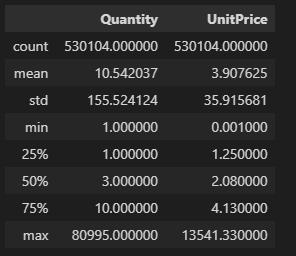 Quantity UnitPrice
count 530104.000000 530104.000000
mean 10.542037 3.907625
std 155.524124 35.915681
min 1.000000 0.001000
25% 1.000000 1.250000
50% 3.000000 2.080000
75% 10.000000 4.130000
max 80995.000000 13541.330000